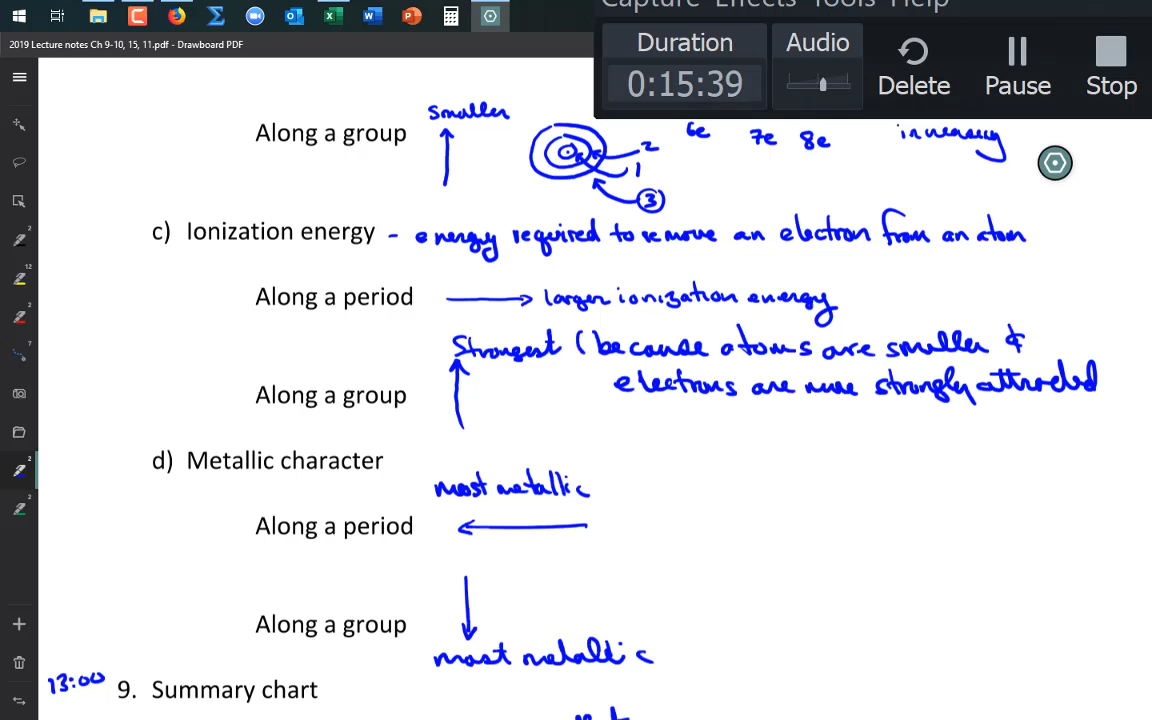 Capture Effects Tools Help
2019 Lecture notes Ch 9-10, 15, 11.pdf - Drawboard PDF
Duration Audio
0:15:39 Delete Pause Stop
smaller
Along a group
6e 7e 8e increasing
2
1
3
c) Ionization energy - energy required to remove an electron from an atom
Along a period larger ionization energy
Strongest (because atoms are smaller &
electrons are more strongly attracted
Along a group
d) Metallic character
most metallic
Along a period
Along a group
most metallic
13:00 9. Summary chart